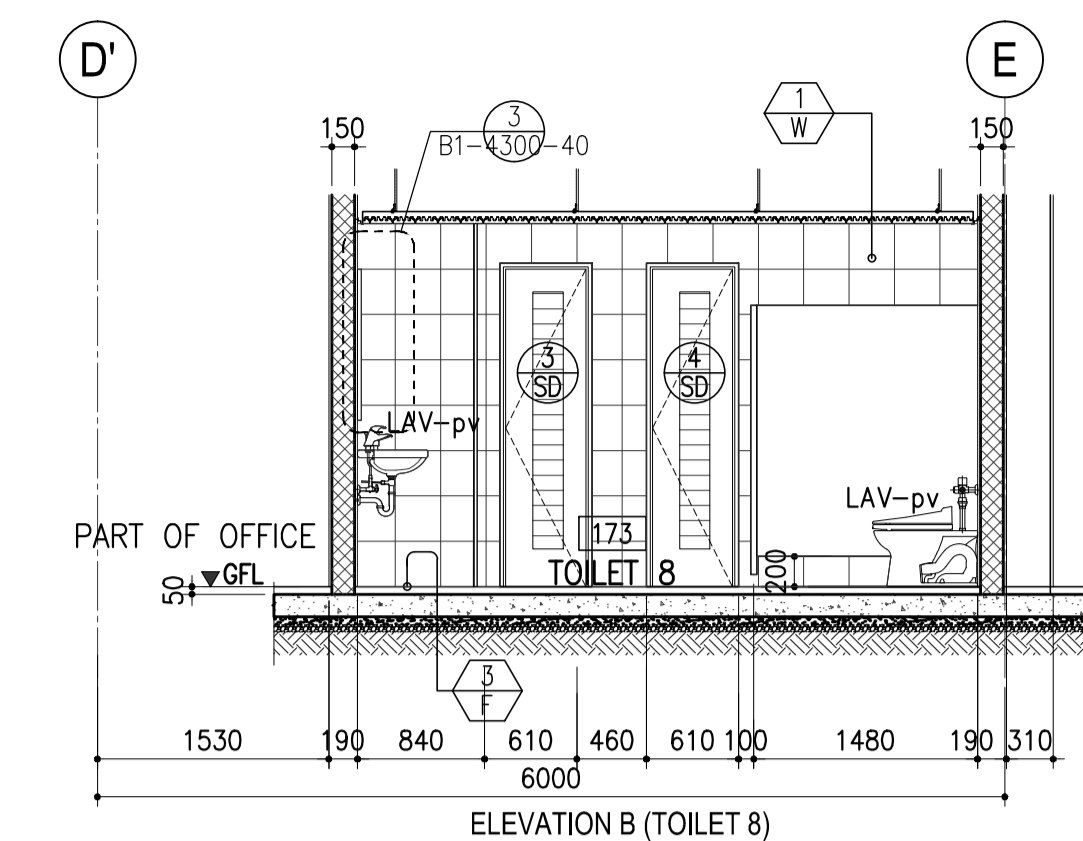 D'
E
150
3
B1-4300-40
1
W
150
3
SD
4
SD
LAV-pv
LAV-pv
173
TOILET 8
200
PART OF OFFICE
GFL
50
3
F
1530
190
840
610
460
610
100
1480
190
310
6000
ELEVATION B (TOILET 8)